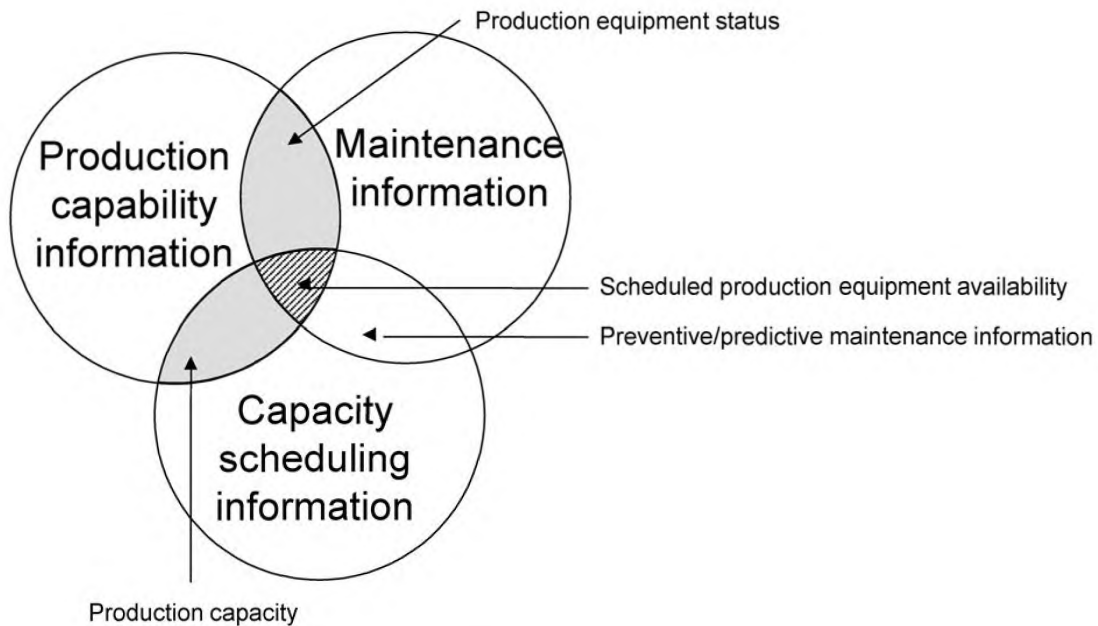 Production equipment status
Production
capability
information
Maintenance
information
Scheduled production equipment availability
Preventive/predictive maintenance information
Capacity
scheduling
information
Production capacity